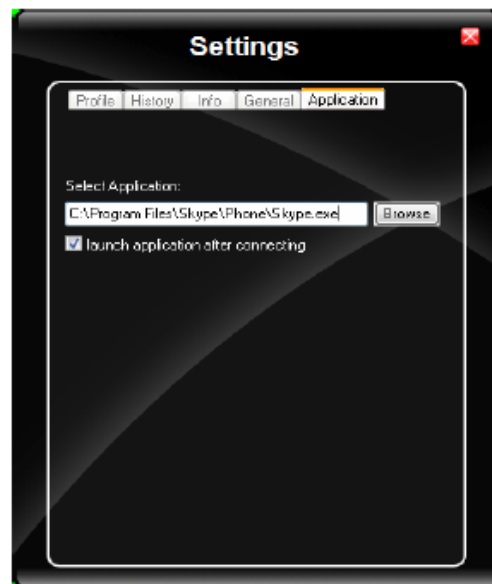 Settings
Profile History Info General Application
Select Application:
C:\Program Files\Skype\Phone\Skype.exe Browse
launch application after connecting